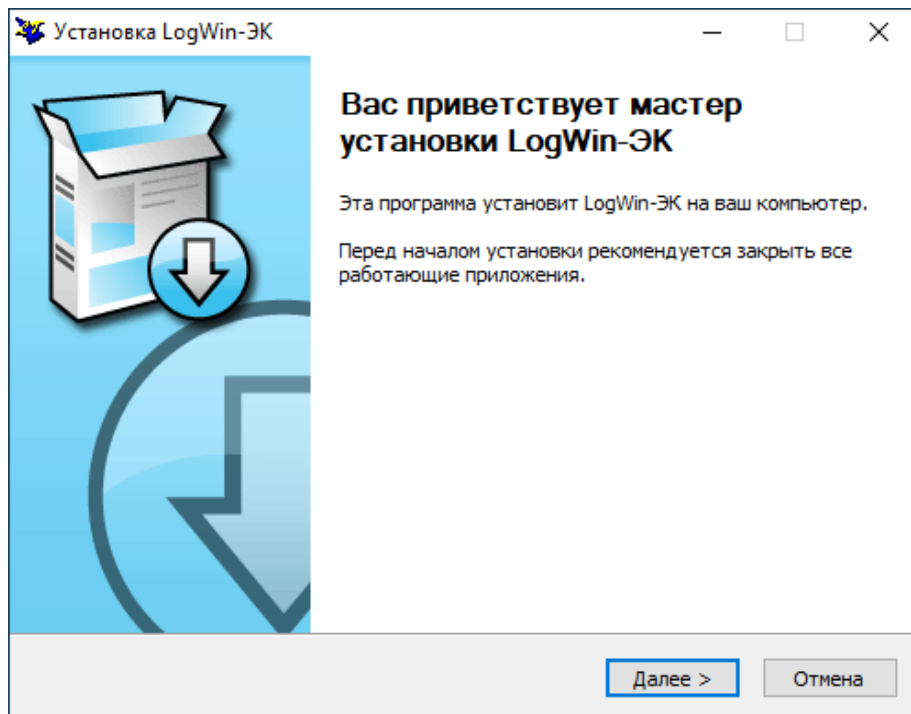 Установка LogWin-ЭК
Вас приветствует мастер
установки LogWin-ЭК
Эта программа установит LogWin-ЭК на ваш компьютер.
Перед началом установки рекомендуется закрыть все
работающие приложения.
Далее >
Отмена